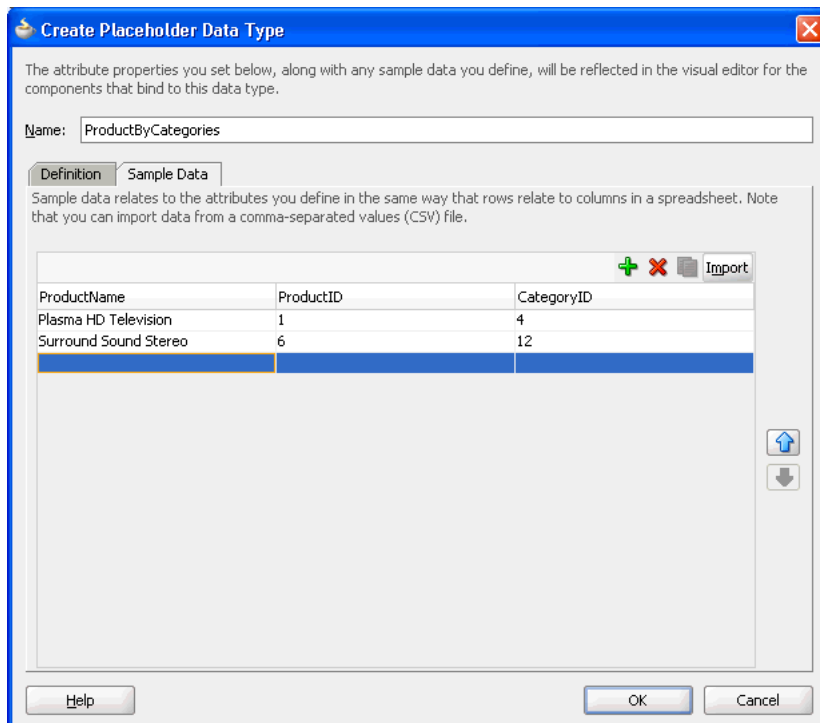 Create Placeholder Data Type
The attribute properties you set below, along with any sample data you define, will be reflected in the visual editor for the
components that bind to this data type.
Name: ProductByCategories
Definition Sample Data
Sample data relates to the attributes you define in the same way that rows relate to columns in a spreadsheet. Note
that you can import data from a comma-separated values (CSV) file.
Import
ProductName ProductID CategoryID
Plasma HD Television 1 4
Surround Sound Stereo 6 12
Help OK Cancel